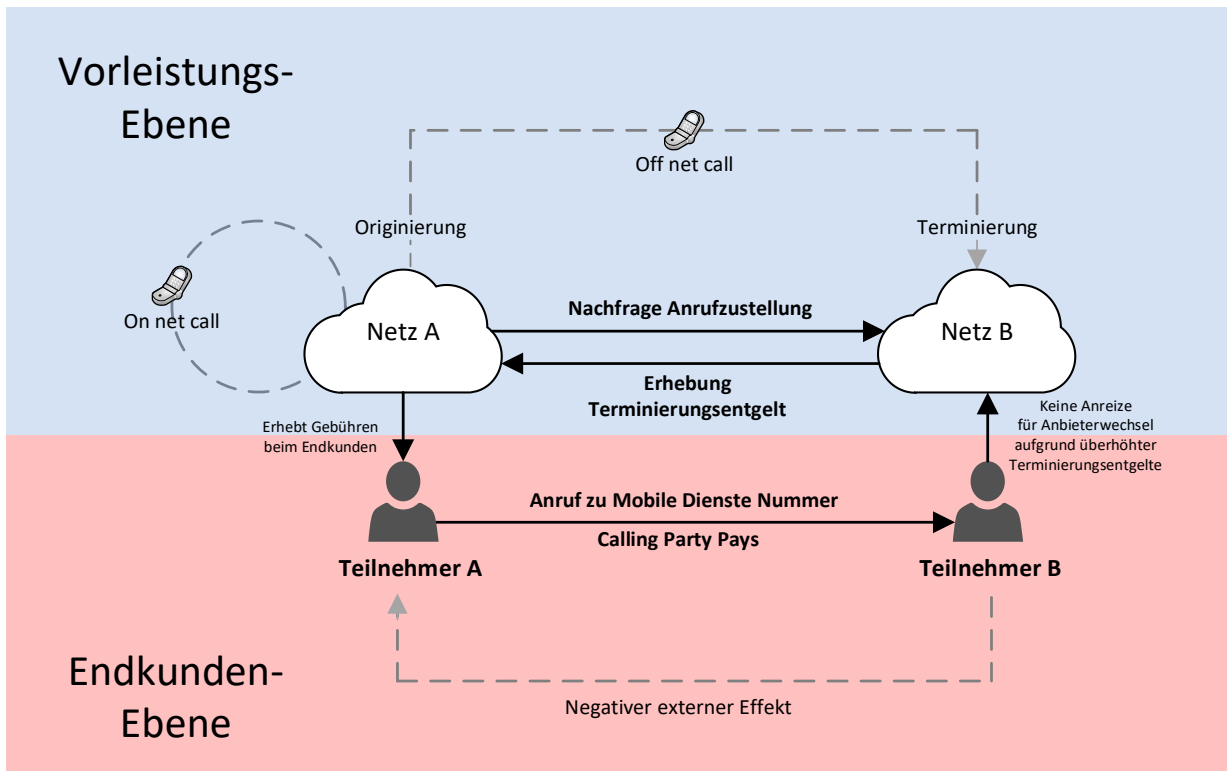 Vorleistungs-
Ebene
Off net call
Originierung
Terminierung
On net call
Netz A
Nachfrage Anrufzustellung
Netz B
Erhebung
Terminierungsentgelt
Erhebt Gebühren
beim Endkunden
Keine Anreize
für Anbieterwechsel
aufgrund überhöhter
Terminierungsentgelte
Anruf zu Mobile Dienste Nummer
Calling Party Pays
Teilnehmer A
Teilnehmer B
Endkunden-
Ebene
Negativer externer Effekt